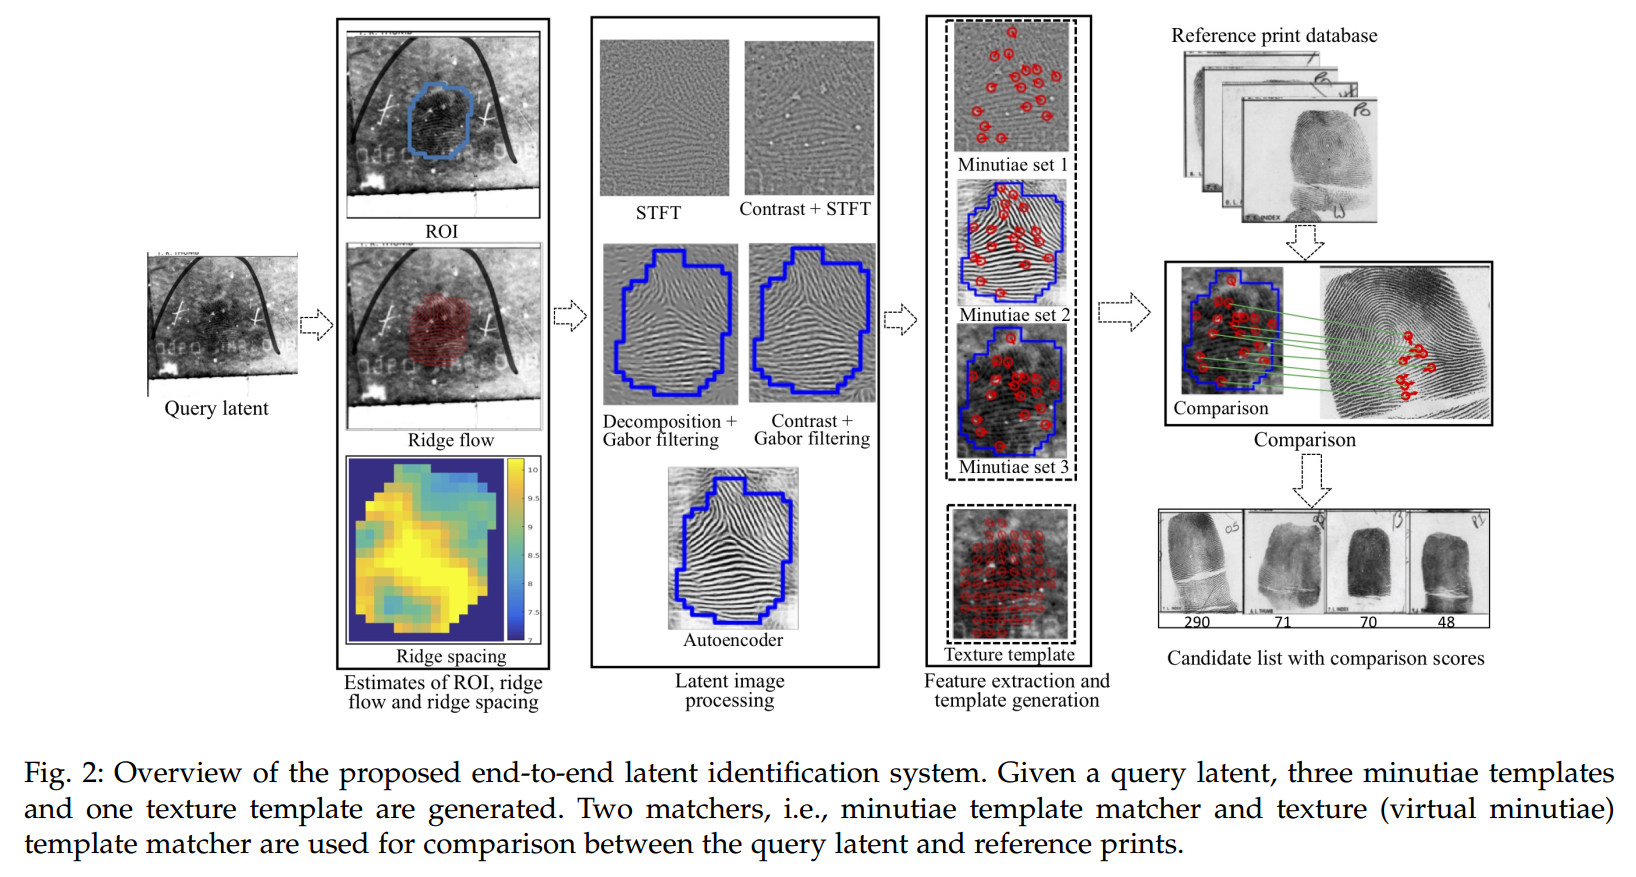 Query latent
ROI
Ridge flow
10
9.5
9
8.5
8
7.5
7
Ridge spacing
Estimates of ROI, ridge
flow and ridge spacing
STFT
Contrast + STFT
Decomposition +
Gabor filtering
Contrast +
Gabor filtering
Autoencoder
Latent image
processing
Minutiae set 1
Minutiae set 2
Minutiae set 3
Texture template
Feature extraction and
template generation
Reference print database
PO
INDEX
Comparison
Comparison
290
71
70
48
Candidate list with comparison scores
Fig. 2: Overview of the proposed end-to-end latent identification system. Given a query latent, three minutiae templates
and one texture template are generated. Two matchers, i.e., minutiae template matcher and texture (virtual minutiae)
template matcher are used for comparison between the query latent and reference prints.